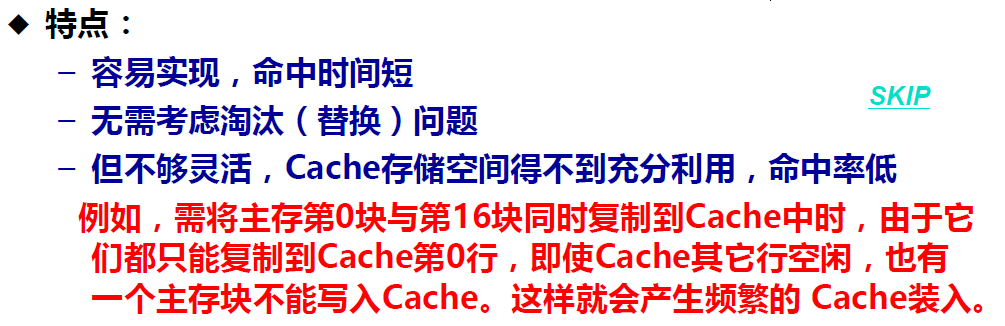 ◆ 特点：
– 容易实现，命中时间短
SKIP
– 无需考虑淘汰（替换）问题
– 但不够灵活，Cache存储空间得不到充分利用，命中率低
例如，需将主存第0块与第16块同时复制到Cache中时，由于它
们都只能复制到Cache第0行，即使Cache其它行空闲，也有
一个主存块不能写入Cache。这样就会产生频繁的 Cache装入。